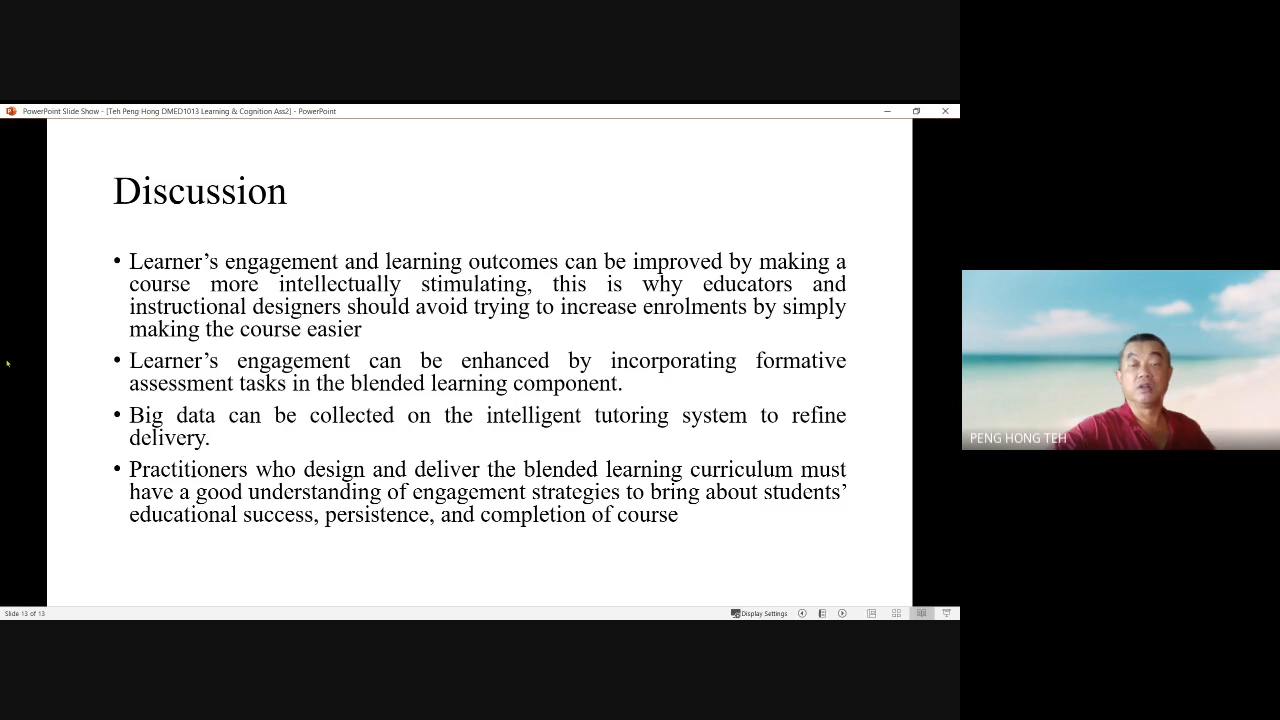 PowerPoint Slide Show - [Teh Peng Hong DMED1013 Learning & Cognition Ass2] - PowerPoint
Discussion
• Learner’s engagement and learning outcomes can be improved by making a
course more intellectually stimulating, this is why educators and
instructional designers should avoid trying to increase enrolments by simply
making the course easier
• Learner’s engagement can be enhanced by incorporating formative
assessment tasks in the blended learning component.
• Big data can be collected on the intelligent tutoring system to refine
delivery.
• Practitioners who design and deliver the blended learning curriculum must
have a good understanding of engagement strategies to bring about students’
educational success, persistence, and completion of course
PENG HONG TEH
Slide 13 of 13
Display Settings